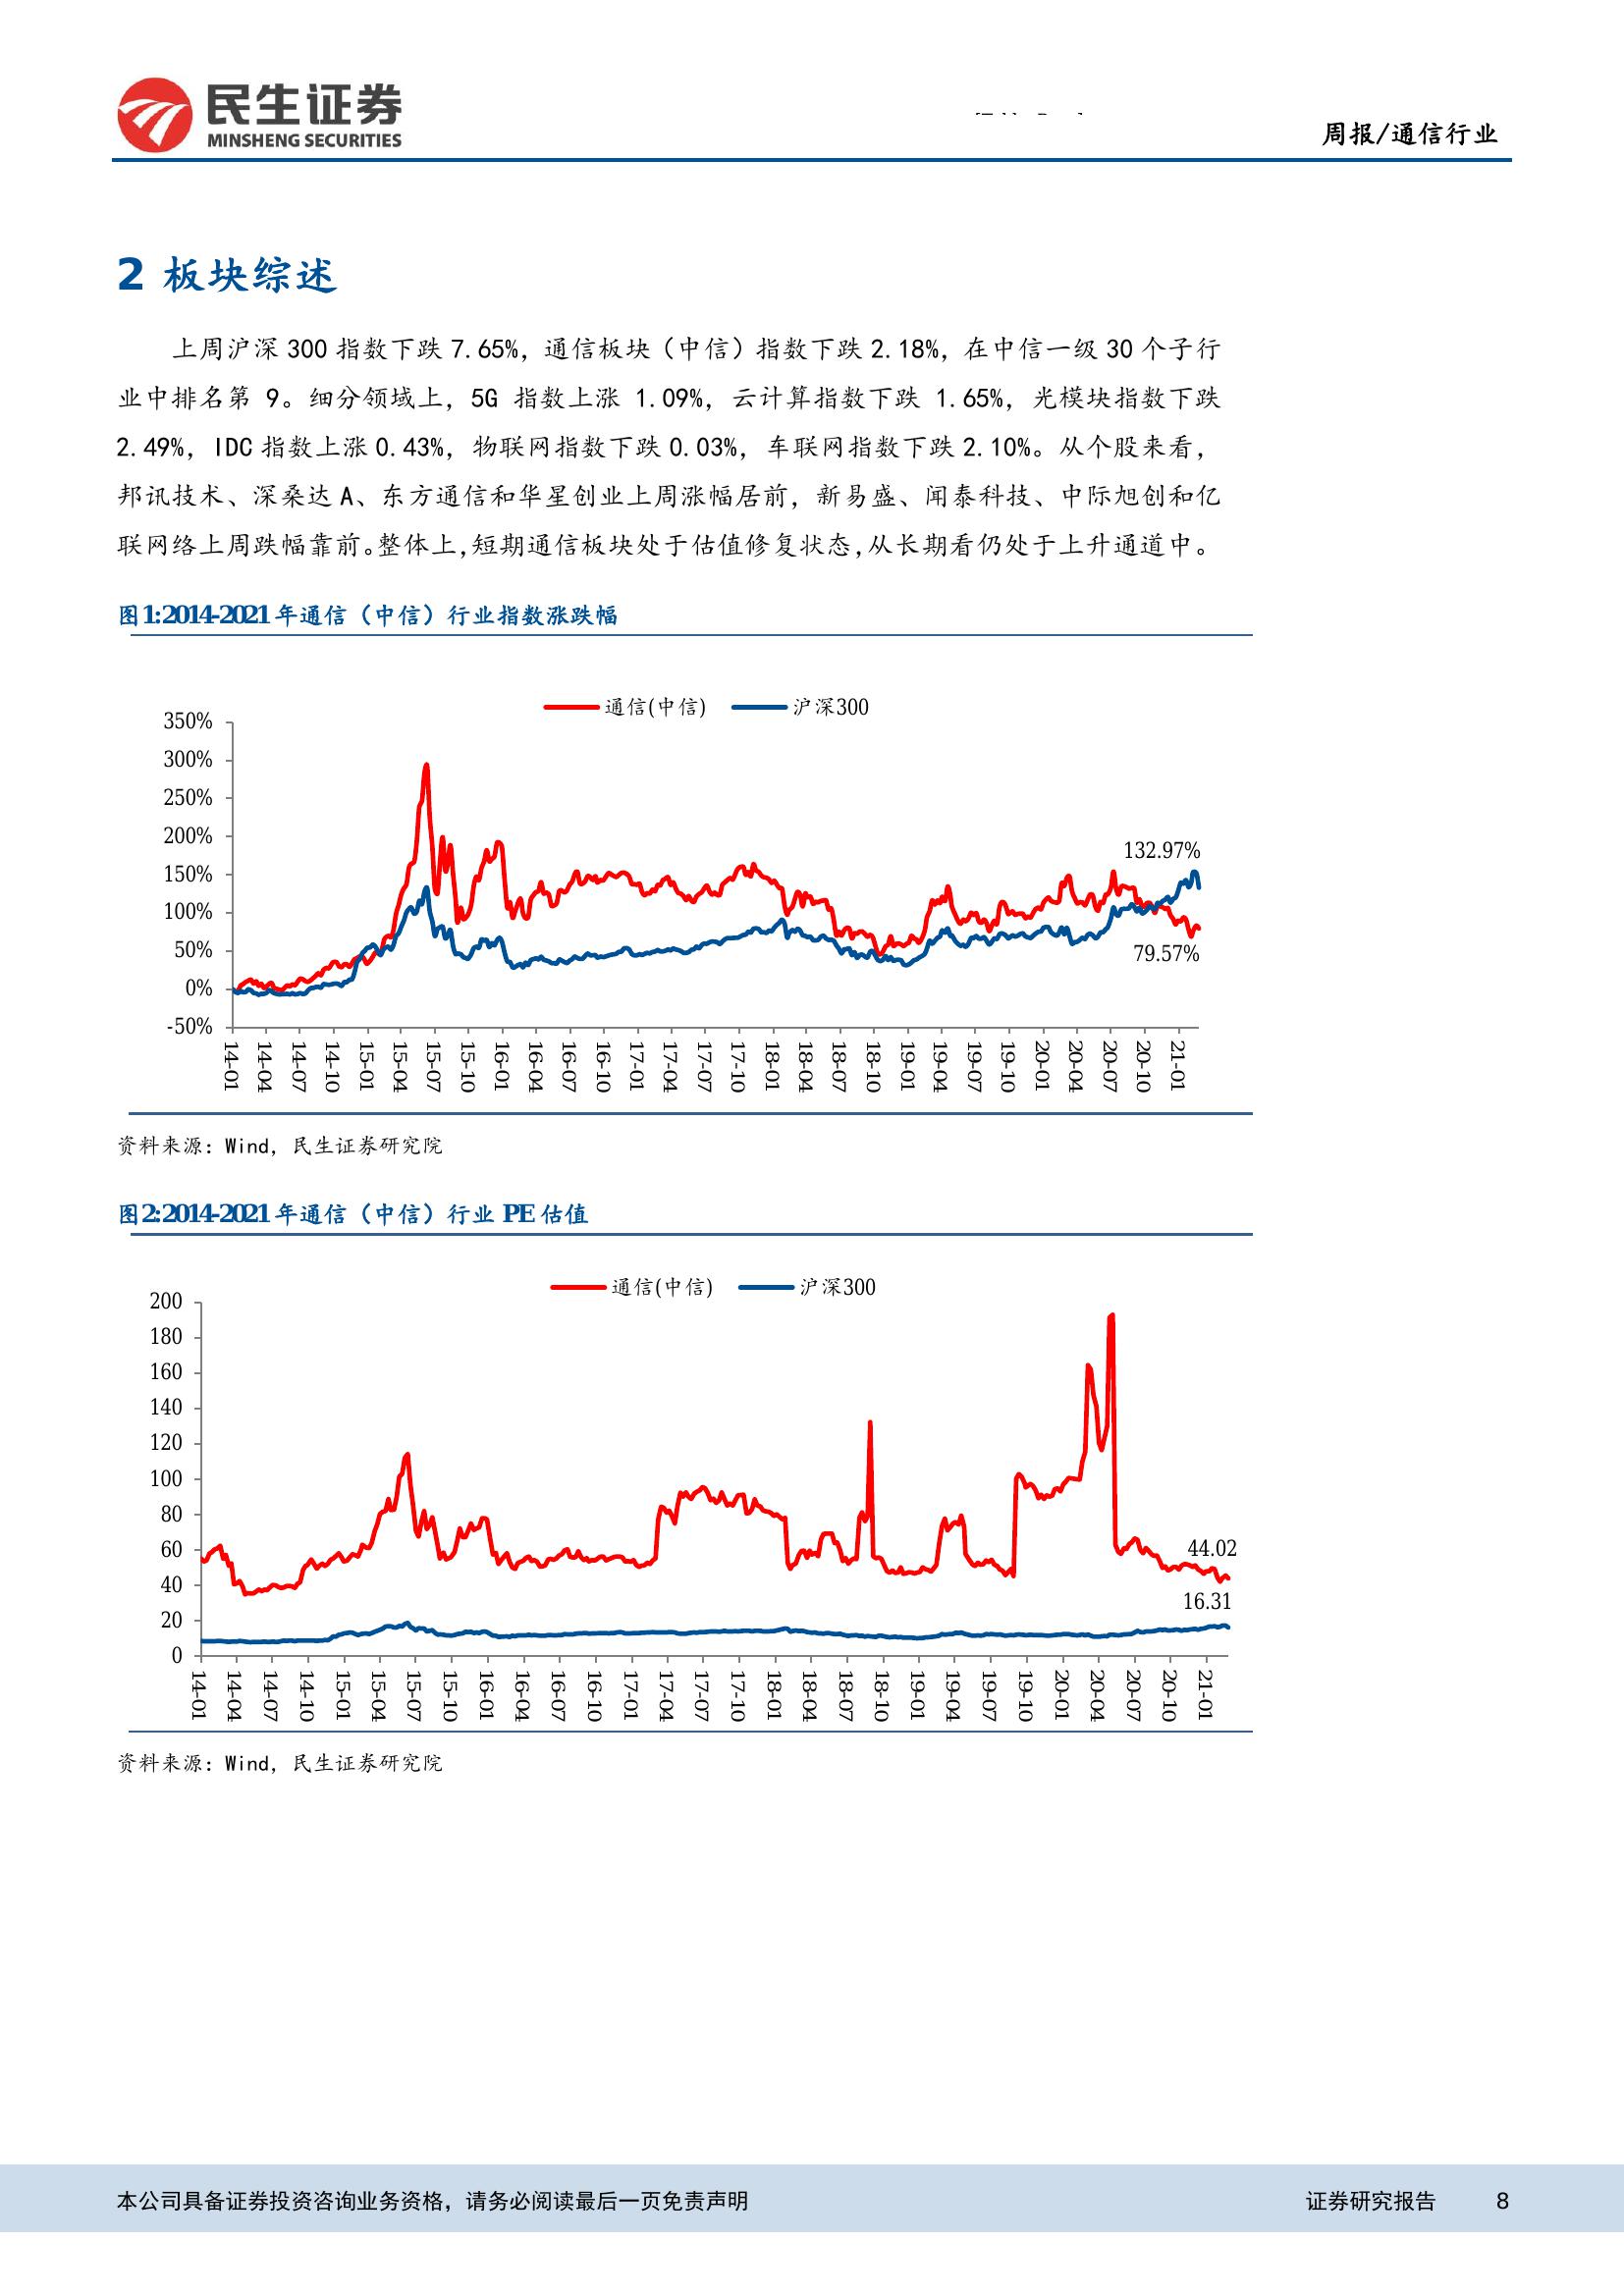 民生证券
MINSHENG SECURITIES
周报/通信行业
2 板块综述
上周沪深 300 指数下跌 7.65%，通信板块（中信）指数下跌 2.18%，在中信一级 30 个子行
业中排名第 9。细分领域上，5G 指数上涨 1.09%，云计算指数下跌 1.65%，光模块指数下跌
2.49%，IDC 指数上涨 0.43%，物联网指数下跌 0.03%，车联网指数下跌 2.10%。从个股来看，
邦讯技术、深桑达 A、东方通信和华星创业上周涨幅居前，新易盛、闻泰科技、中际旭创和亿
联网络上周跌幅靠前。整体上，短期通信板块处于估值修复状态，从长期看仍处于上升通道中。
图1:2014-2021 年通信（中信）行业指数涨跌幅
通信(中信) 沪深300
350%
300%
250%
200%
150%
100%
50%
0%
-50%
132.97%
79.57%
14-01 14-04 14-07 14-10 15-01 15-04 15-07 15-10 16-01 16-04 16-07 16-10 17-01 17-04 17-07 17-10 18-01 18-04 18-07 18-10 19-01 19-04 19-07 19-10 20-01 20-04 20-07 20-10 21-01
资料来源：Wind，民生证券研究院
图2:2014-2021 年通信（中信）行业 PE 估值
通信(中信) 沪深300
200
180
160
140
120
100
80
60
40
20
0
44.02
16.31
14-01 14-04 14-07 14-10 15-01 15-04 15-07 15-10 16-01 16-04 16-07 16-10 17-01 17-04 17-07 17-10 18-01 18-04 18-07 18-10 19-01 19-04 19-07 19-10 20-01 20-04 20-07 20-10 21-01
资料来源：Wind，民生证券研究院
本公司具备证券投资咨询业务资格，请务必阅读最后一页免责声明 证券研究报告 8